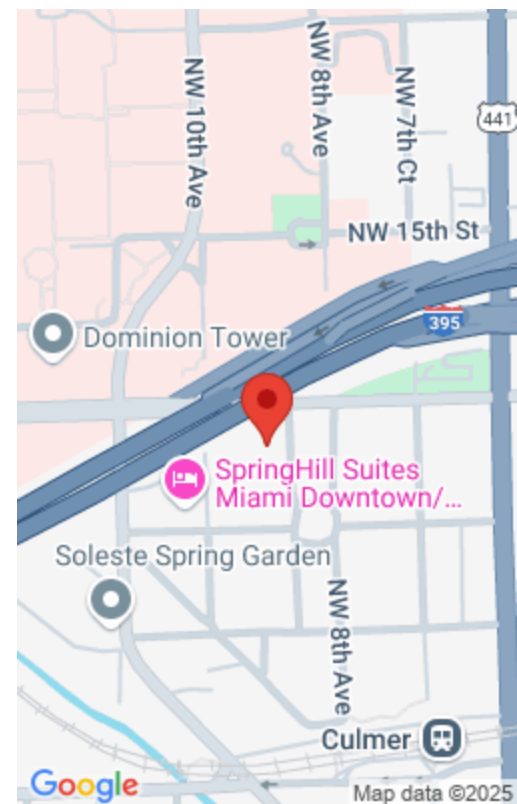 NW 10th Ave
NW 8th Ave
NW 7th Ct
441
NW 15th St
395
Dominion Tower
SpringHill Suites
Miami Downtown/...
Soleste Spring Garden
NW 8th Ave
Culmer
Google
Map data ©2025